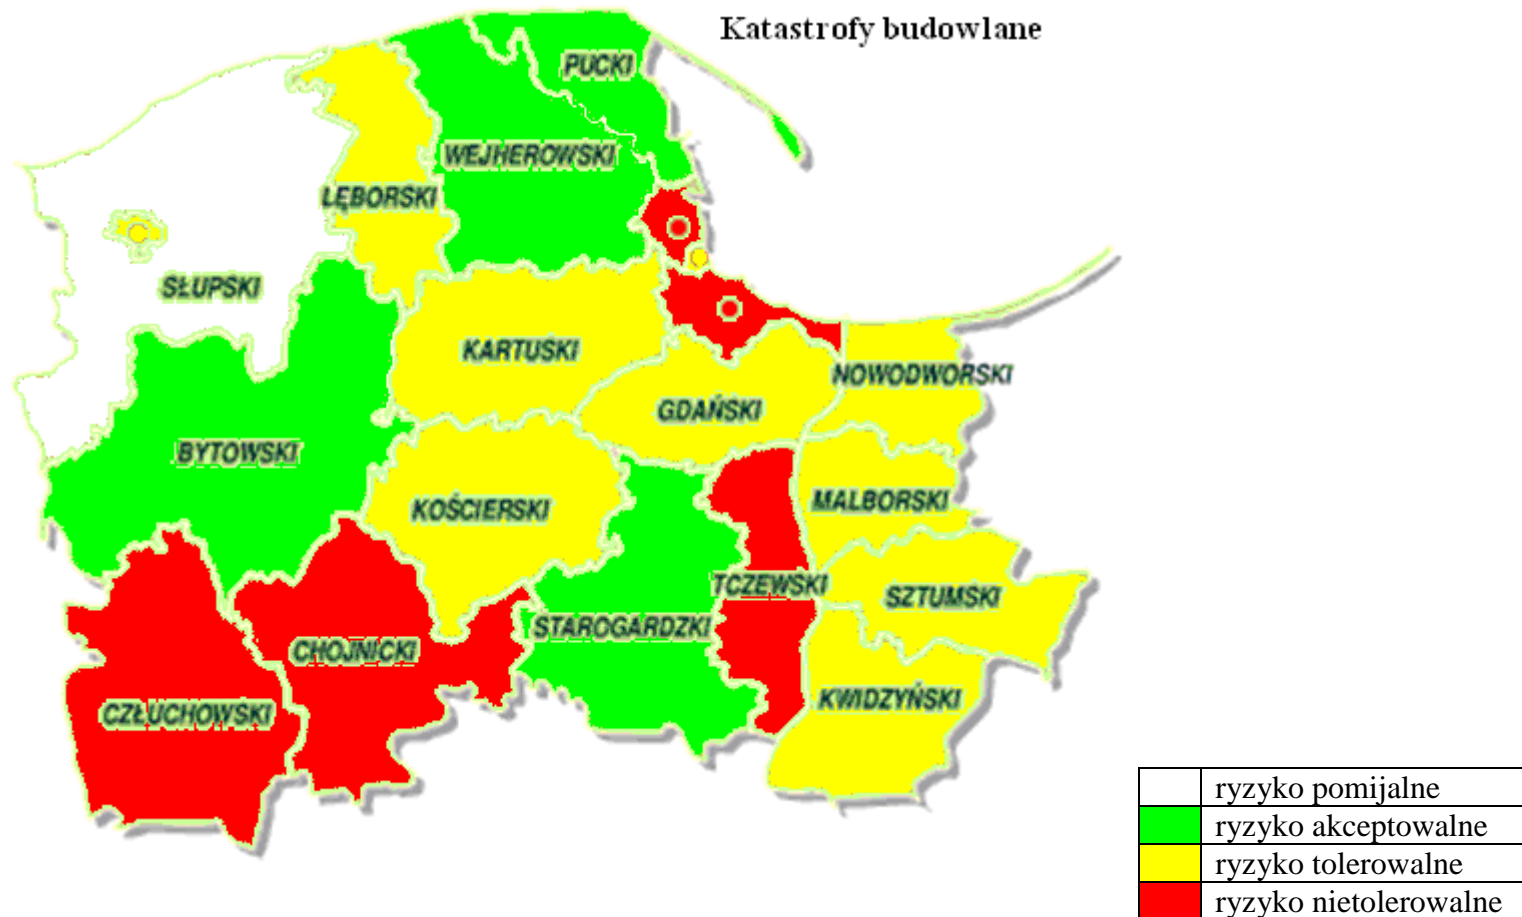 Katastrofy budowlane
PUCKI
WEJHEROWSKI
LĘBORSKI
SŁUPSKI
KARTUSKI
NOWODWORSKI
GDAŃSKI
BYTOWSKI
MALBORSKI
KOŚCIERSKI
TCZEWSKI
SZTUMSKI
STAROGARDZKI
CHOJNICKI
KWIDZYŃSKI
CZŁUCHOWSKI
ryzyko pomijalne
ryzyko akceptowalne
ryzyko tolerowalne
ryzyko nietolerowalne